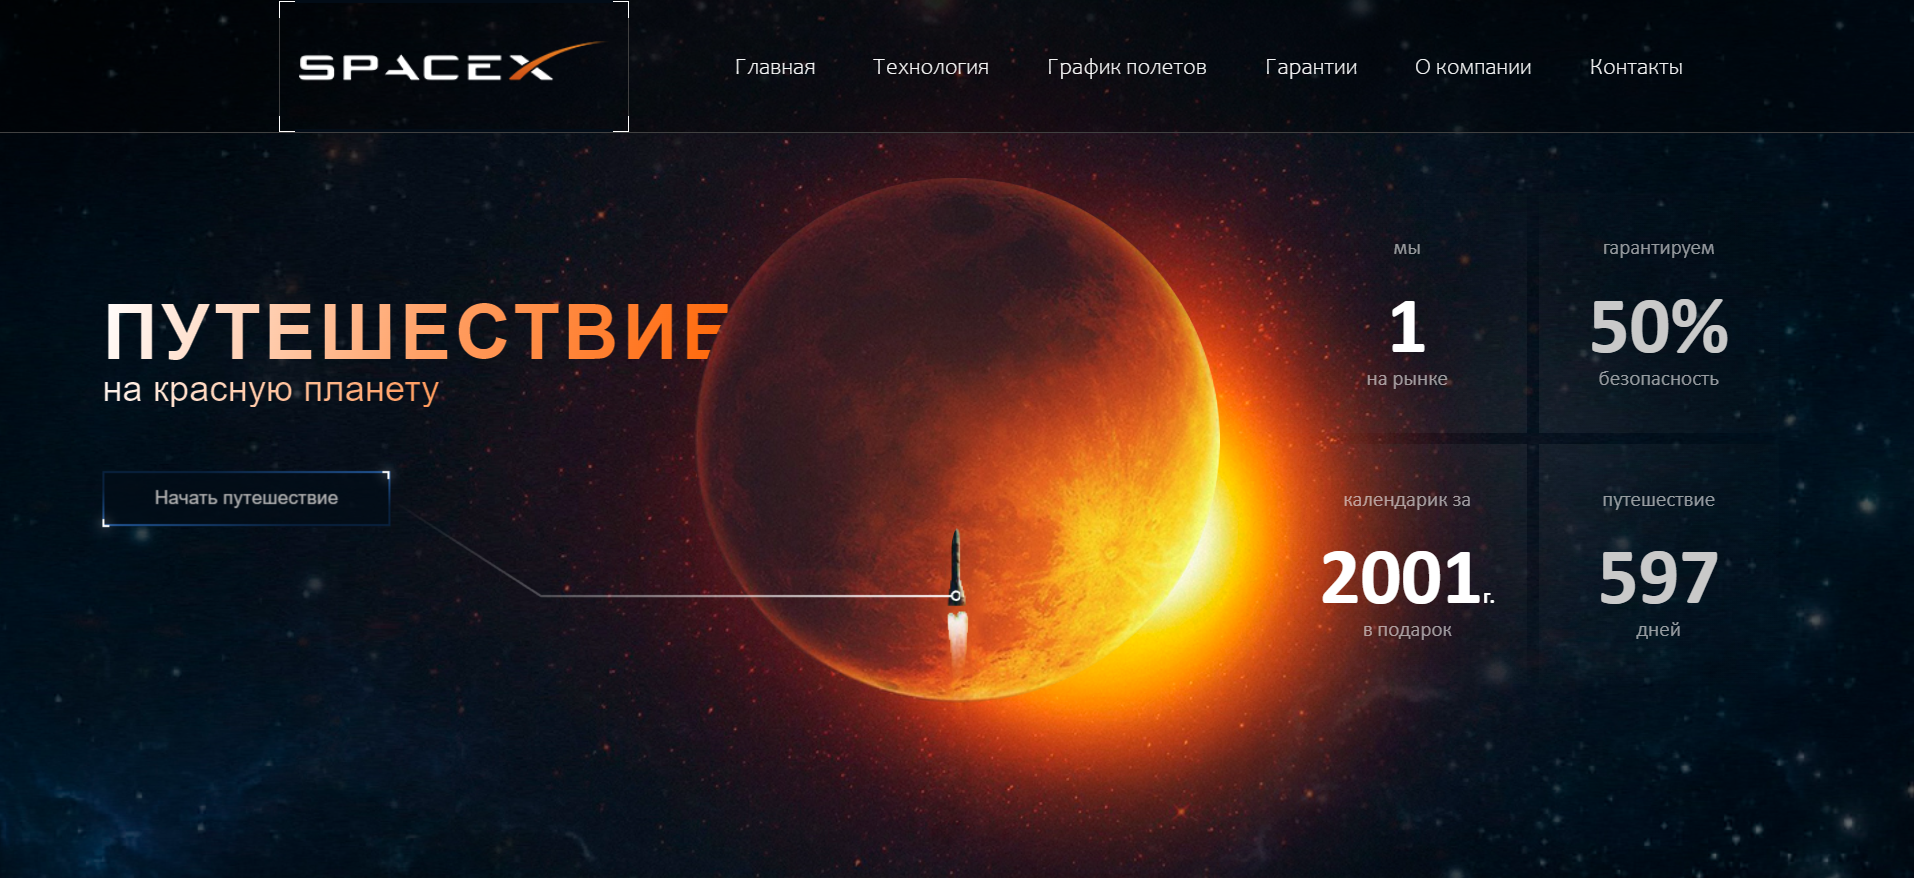 SPACEX
Главная Технология График полетов Гарантии О компании Контакты
ПУТЕШЕСТВИЕ
на красную планету
Начать путешествие
мы
1
на рынке
гарантируем
50%
безопасность
календарик за
2001г.
в подарок
путешествие
597
дней